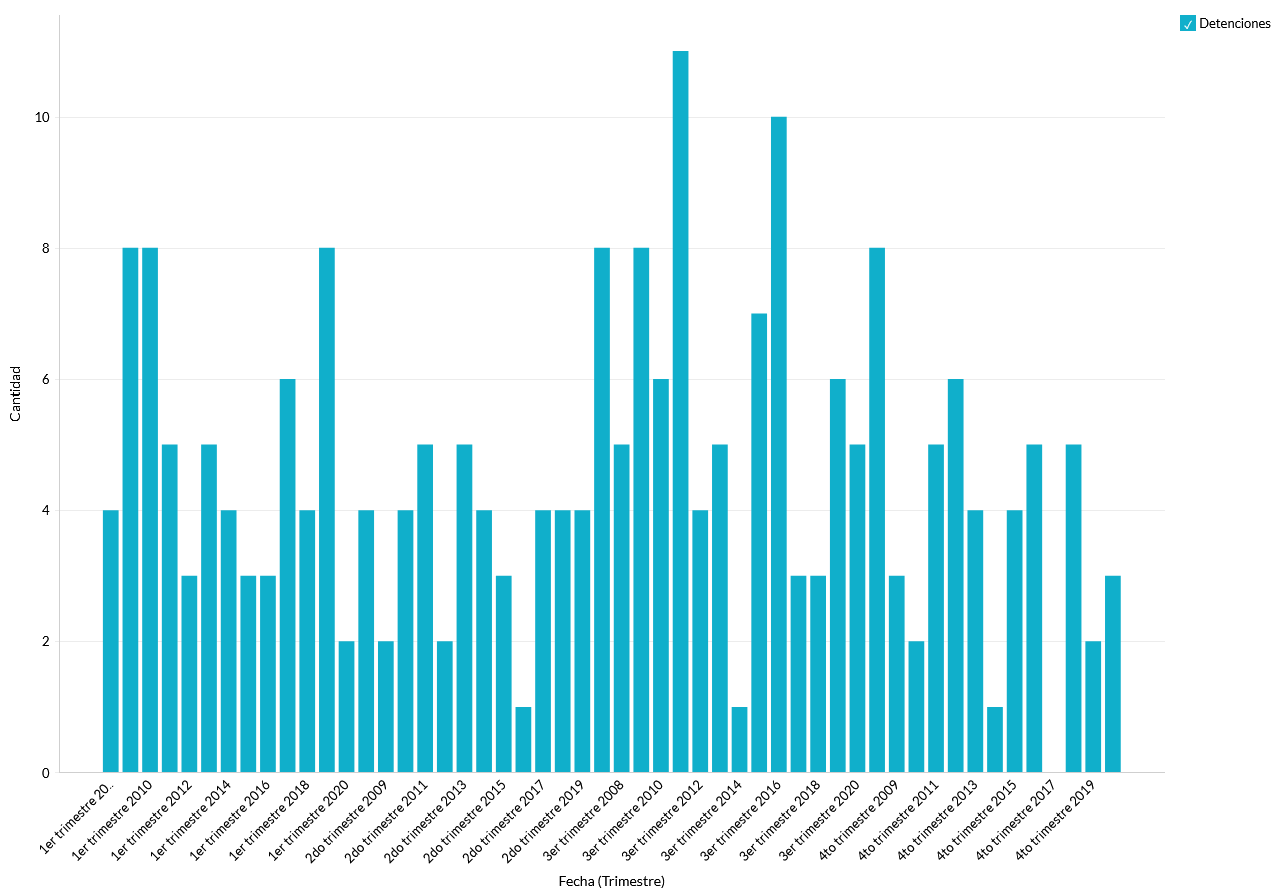 Detenciones
Cantidad
10
8
6
4
2
0
1er trimestre 20..
1er trimestre 2010
1er trimestre 2012
1er trimestre 2014
1er trimestre 2016
1er trimestre 2018
1er trimestre 2020
2do trimestre 2009
2do trimestre 2011
2do trimestre 2013
2do trimestre 2015
2do trimestre 2017
2do trimestre 2019
3er trimestre 2008
3er trimestre 2010
3er trimestre 2012
3er trimestre 2014
3er trimestre 2016
3er trimestre 2018
3er trimestre 2020
4to trimestre 2009
4to trimestre 2011
4to trimestre 2013
4to trimestre 2015
4to trimestre 2017
4to trimestre 2019
Fecha (Trimestre)